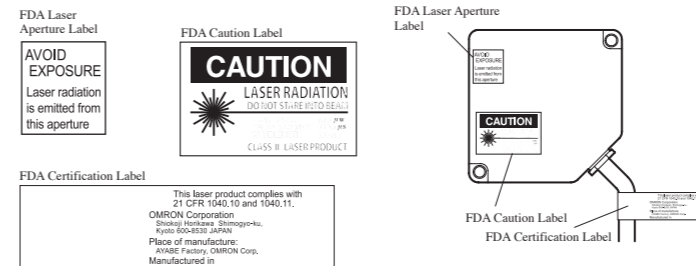 FDA Laser
Aperture Label
AVOID
EXPOSURE
Laser radiation
is emitted from
this aperture
FDA Caution Label
CAUTION
LASER RADIATION
DO NOT STARE INTO BEAM
CLASS II LASER PRODUCT
FDA Certification Label
This laser product complies with
21 CFR 1040.10 and 1040.11.
OMRON Corporation
Shiokoji Horikawa Shimogyo-ku,
Kyoto 600-8530 JAPAN
Place of manufacture:
AYABE Factory, OMRON Corp.
Manufactured in
FDA Laser Aperture
Label
AVOID
EXPOSURE
Laser radiation
is emitted from
this aperture
CAUTION
FDA Caution Label
FDA Certification Label